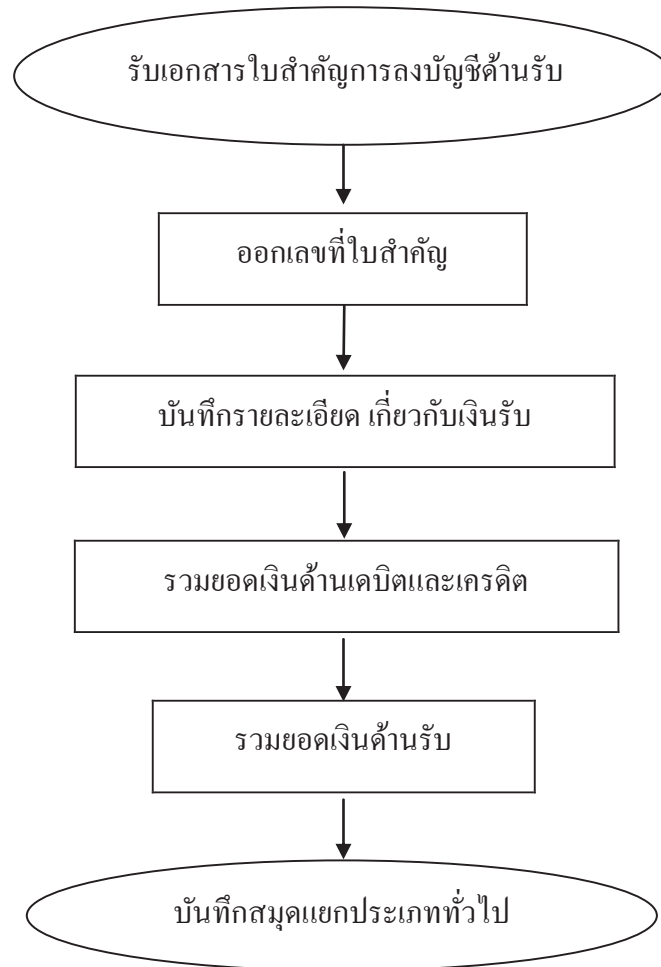 รับเอกสารใบสำคัญการลงบัญชีด้านรับ
ออกเลขที่ใบสำคัญ
บันทึกรายละเอียด เกี่ยวกับเงินรับ
รวมยอดเงินด้านเดบิตและเครดิต
รวมยอดเงินด้านรับ
บันทึกสมุดแยกประเภททั่วไป